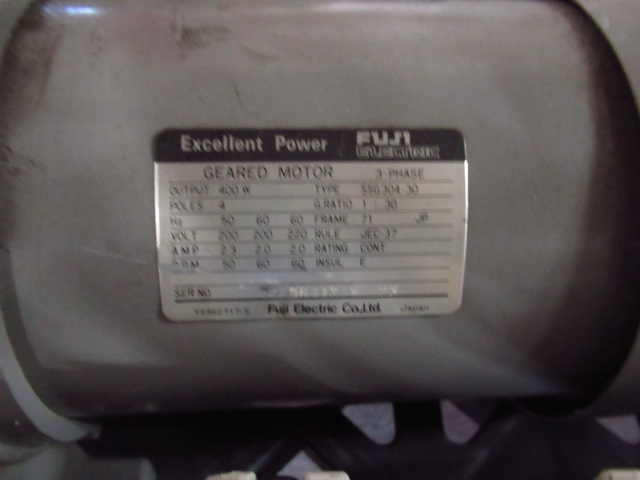 Excellent Power FUJI ELECTRIC
GEARED MOTOR 3-PHASE
OUTPUT 400 W TYPE SSG304-30
POLES 4 G.RATIO 1 : 30
Hz 50 60 60 FRAME 71 JP
VOLT 200 200 220 RULE JEC-37
AMP 2.3 2.0 2.0 RATING CONT
R.P.M. 50 60 60 INSUL E
SER NO
Fuji Electric Co.,Ltd. Japan